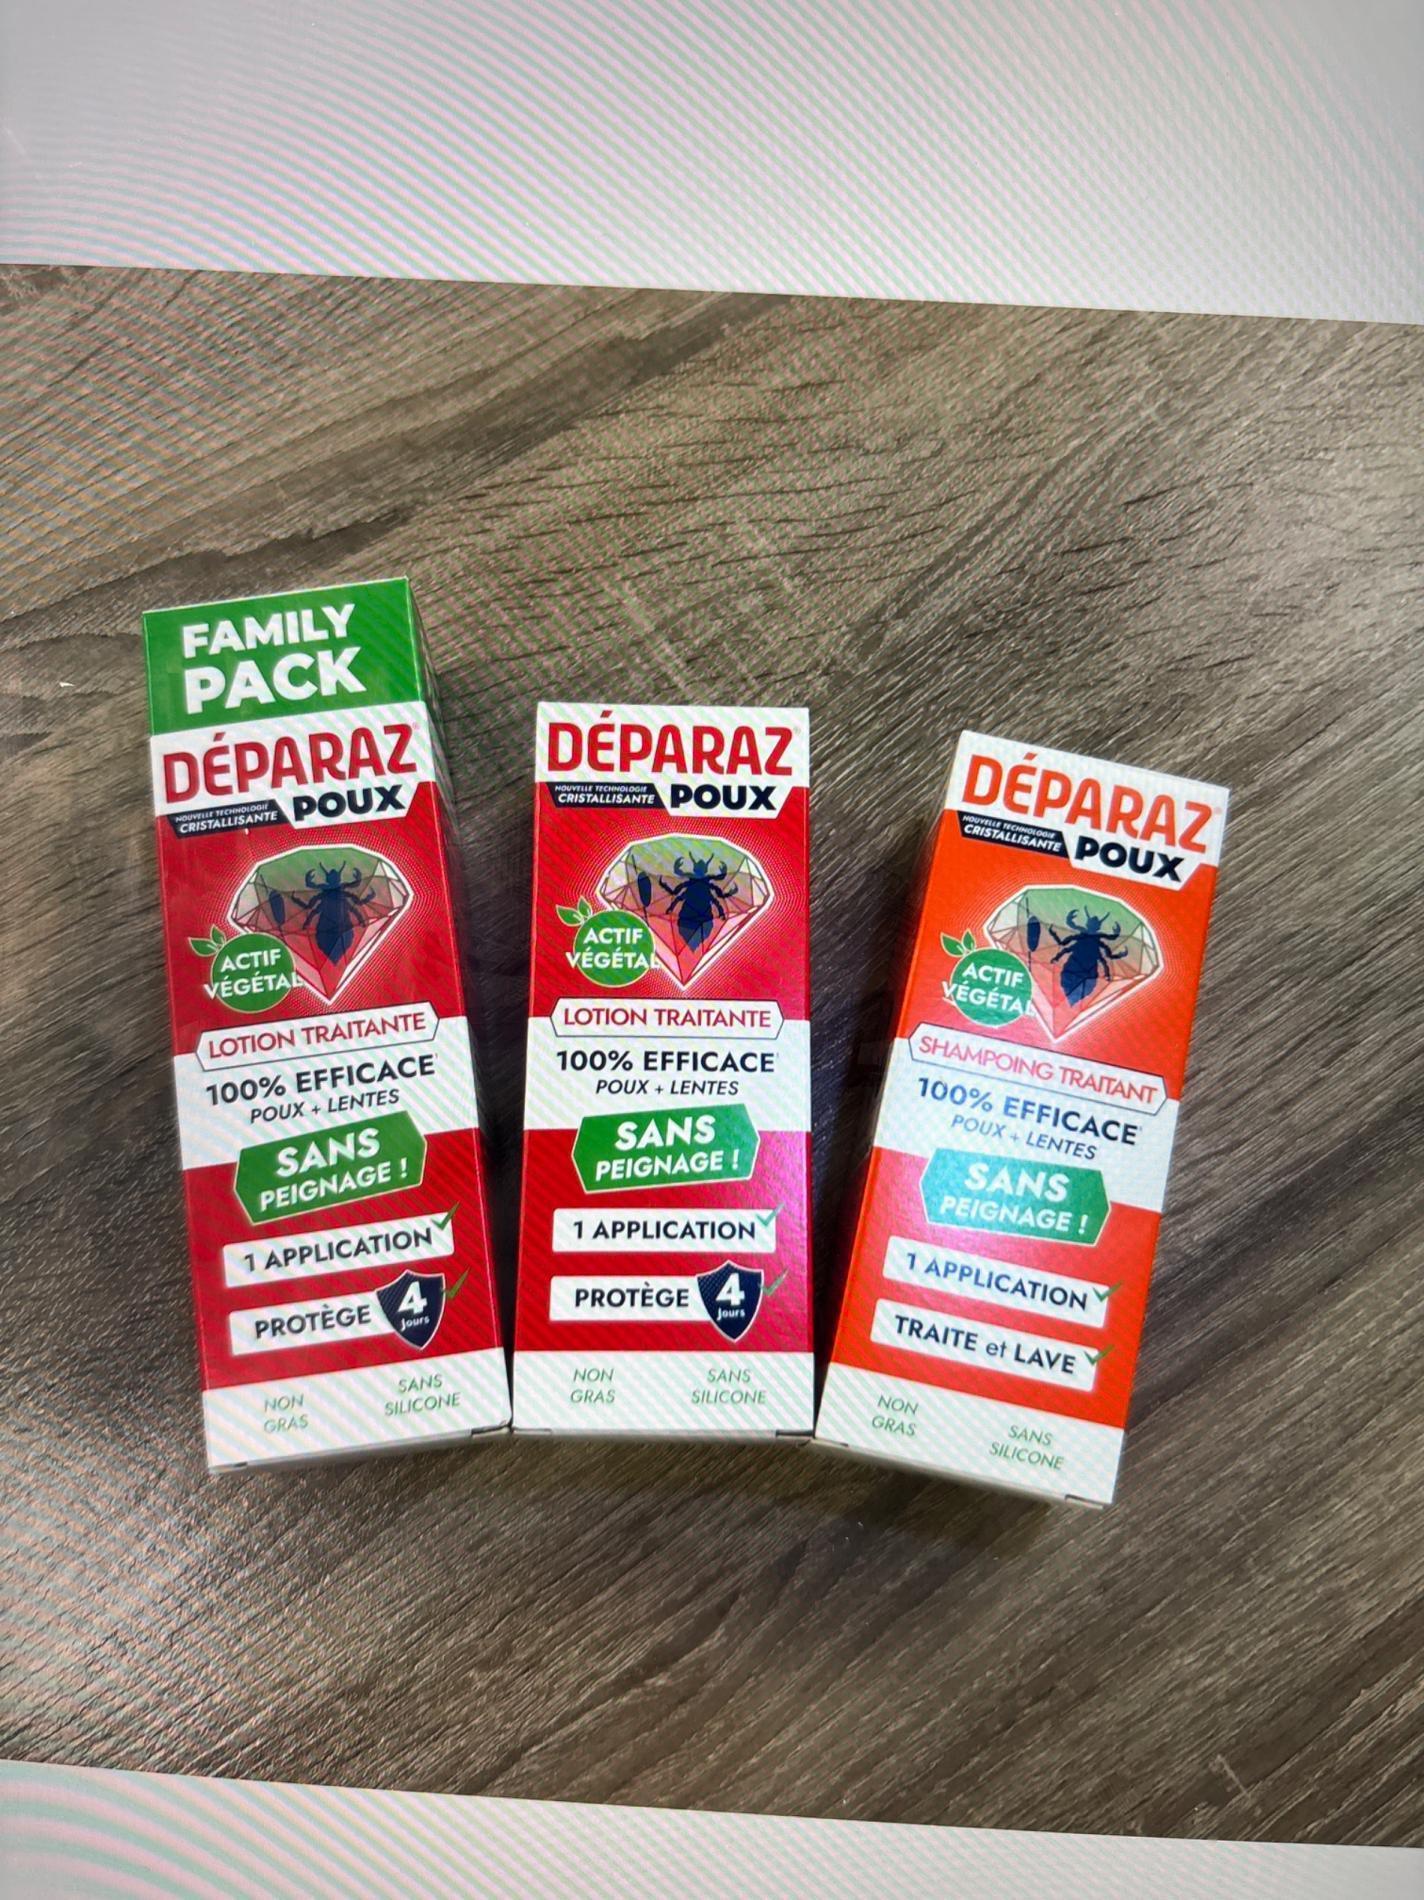 FAMILY
PACK
DÉPARAZ®
NOUVELLE TECHNOLOGIE
CRISTALLISANTE
POUX
ACTIF
VÉGÉTAL
LOTION TRAITANTE
100% EFFICACE¹
POUX + LENTES
SANS
PEIGNAGE !
1 APPLICATION
PROTÈGE 4
Jours
NON
GRAS
SANS
SILICONE
DÉPARAZ®
NOUVELLE TECHNOLOGIE
CRISTALLISANTE
POUX
ACTIF
VÉGÉTAL
LOTION TRAITANTE
100% EFFICACE¹
POUX + LENTES
SANS
PEIGNAGE !
1 APPLICATION
PROTÈGE 4
Jours
NON
GRAS
SANS
SILICONE
DÉPARAZ®
NOUVELLE TECHNOLOGIE
CRISTALLISANTE
POUX
ACTIF
VÉGÉTAL
SHAMPOING TRAITANT
100% EFFICACE¹
POUX + LENTES
SANS
PEIGNAGE !
1 APPLICATION
TRAITE et LAVE
NON
GRAS
SANS
SILICONE